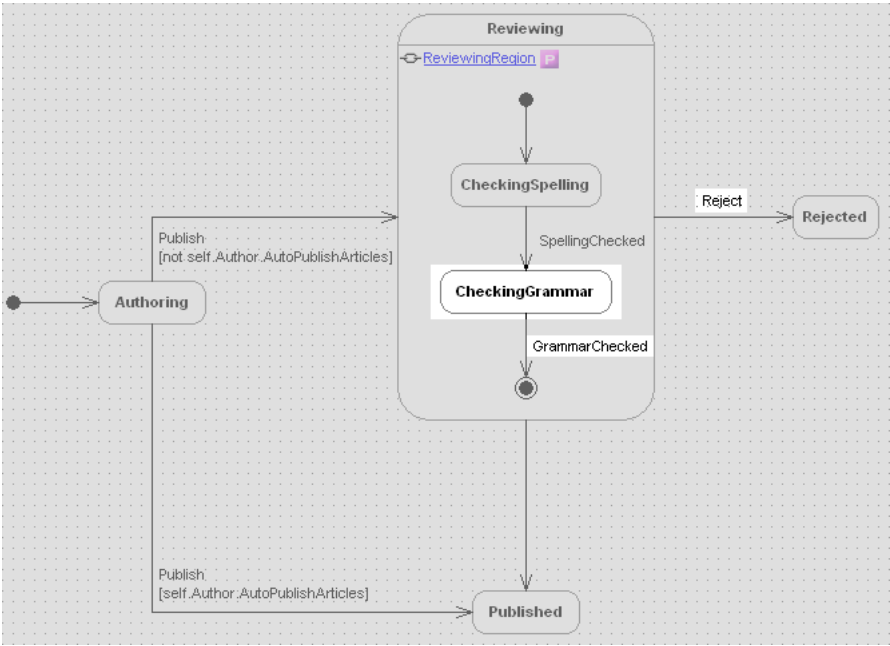 Reviewing
ReviewingRegion P
CheckingSpelling
Reject
Rejected
Publish
[not self.Author.AutoPublishArticles]
SpellingChecked
CheckingGrammar
Authoring
GrammarChecked
Publish
[self.Author.AutoPublishArticles]
Published